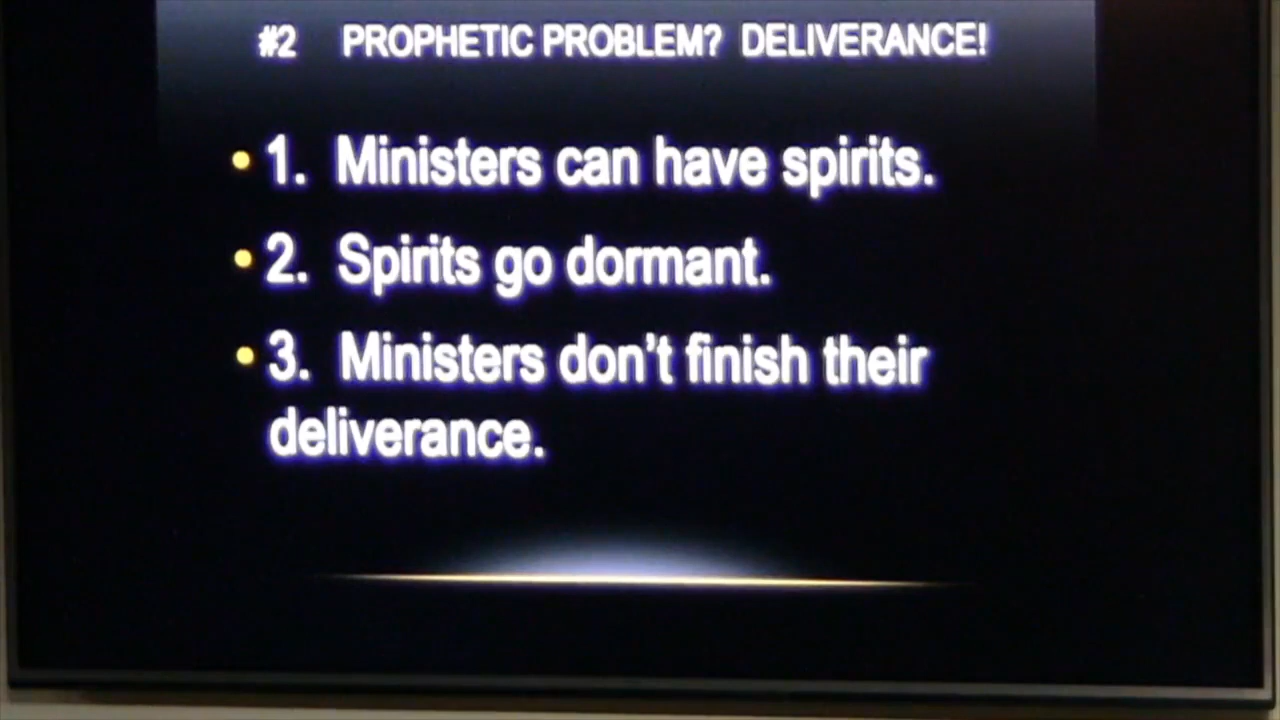 #2 PROPHETIC PROBLEM? DELIVERANCE!
• 1. Ministers can have spirits.
• 2. Spirits go dormant.
• 3. Ministers don't finish their
deliverance.